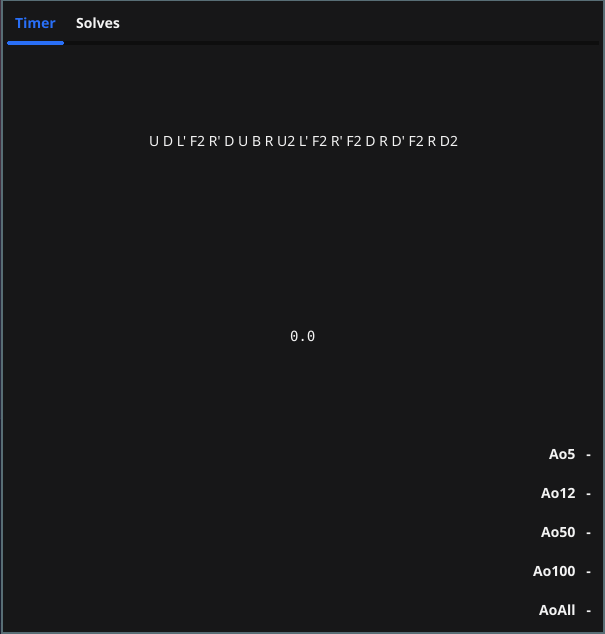 Timer Solves
U D L' F2 R' D U B R U2 L' F2 R' F2 D R D' F2 R D2
0.0
Ao5 -
Ao12 -
Ao50 -
Ao100 -
AoAll -